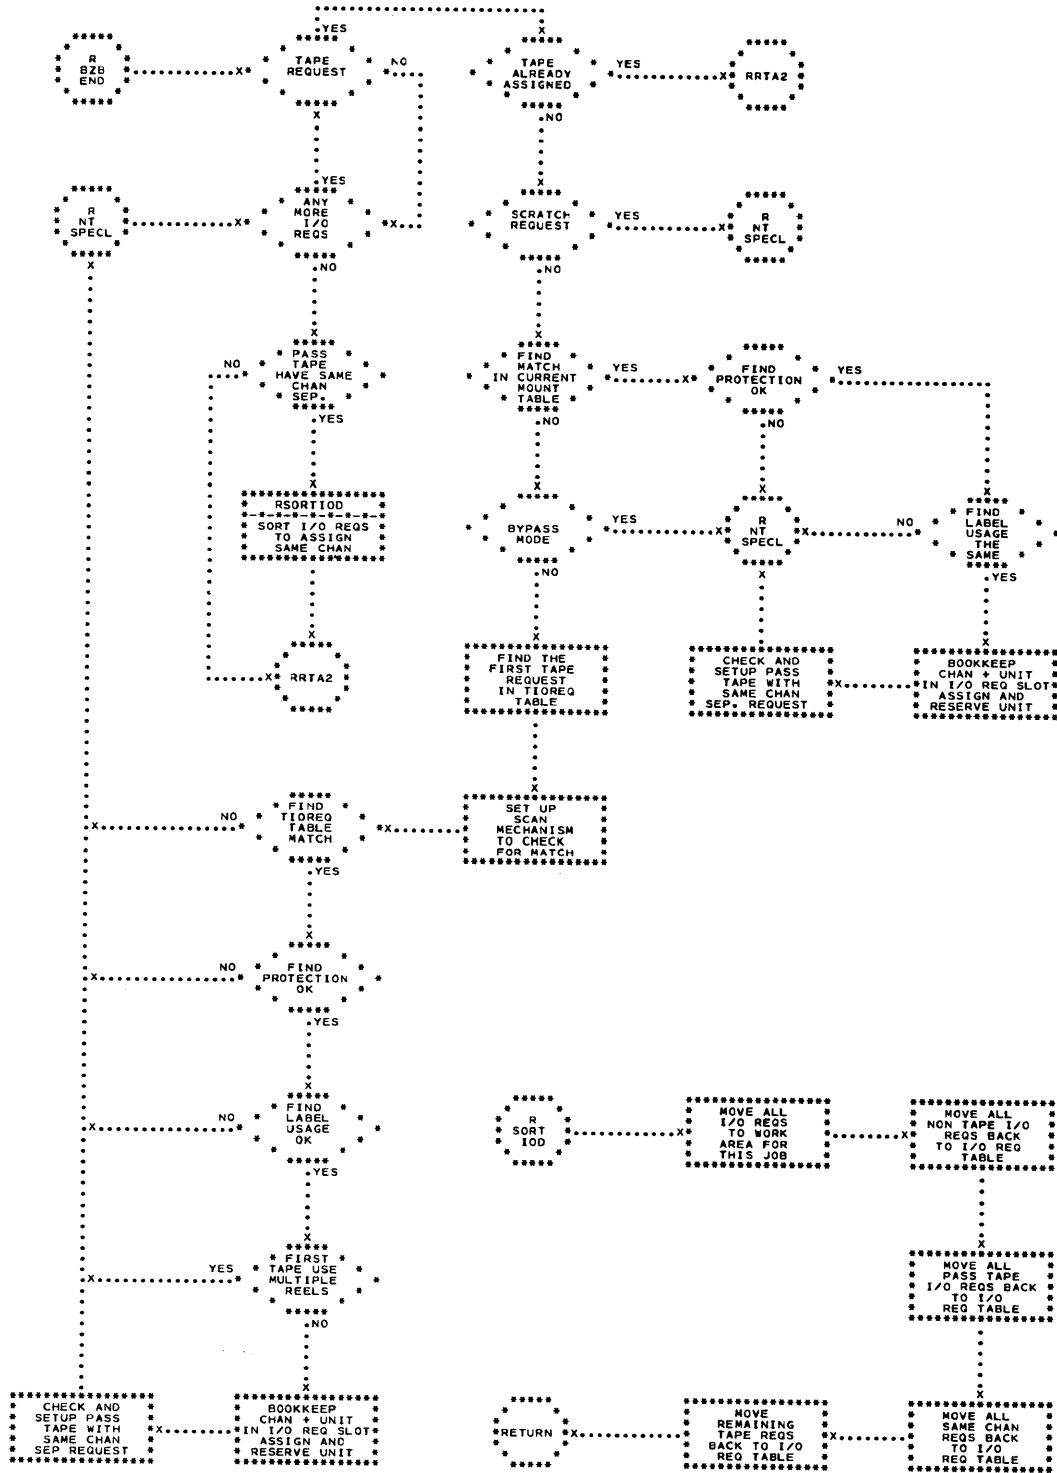 YES
R
BZB
END
TAPE
REQUEST
NO
TAPE
ALREADY
ASSIGNED
YES
RRTA2
NO
YES
R
NT
SPECL
ANY
MORE
I/O
REQS
SCRATCH
REQUEST
YES
R
NT
SPECL
NO
NO
NO
PASS
TAPE
HAVE SAME
CHAN
SEP.
FIND
MATCH
IN CURRENT
MOUNT
TABLE
YES
FIND
PROTECTION
OK
YES
YES
NO
NO
RSORTIOD
SORT I/O REQS
TO ASSIGN
SAME CHAN
BYPASS
MODE
YES
R
NT
SPECL
NO
FIND
LABEL
USAGE
THE
SAME
NO
YES
RRTA2
FIND THE
FIRST TAPE
REQUEST
IN TIOREQ
TABLE
CHECK AND
SETUP PASS
TAPE WITH
SAME CHAN
SEP. REQUEST
BOOKKEEP
CHAN + UNIT
IN I/O REQ SLOT
ASSIGN AND
RESERVE UNIT
NO
FIND
TIOREQ
TABLE
MATCH
SET UP
SCAN
MECHANISM
TO CHECK
FOR MATCH
YES
NO
FIND
PROTECTION
OK
YES
NO
FIND
LABEL
USAGE
OK
R
SORT
IOD
MOVE ALL
I/O REQS
TO WORK
AREA FOR
THIS JOB
MOVE ALL
NON TAPE I/O
REQS BACK
TO I/O REQ
TABLE
YES
YES
FIRST
TAPE USE
MULTIPLE
REELS
MOVE ALL
PASS TAPE
I/O REQS BACK
TO I/O
REQ TABLE
NO
CHECK AND
SETUP PASS
TAPE WITH
SAME CHAN
SEP REQUEST
BOOKKEEP
CHAN + UNIT
IN I/O REQ SLOT
ASSIGN AND
RESERVE UNIT
RETURN
MOVE
REMAINING
TAPE REQS
BACK TO I/O
REQ TABLE
MOVE ALL
SAME CHAN
REQS BACK
TO I/O
REQ TABLE